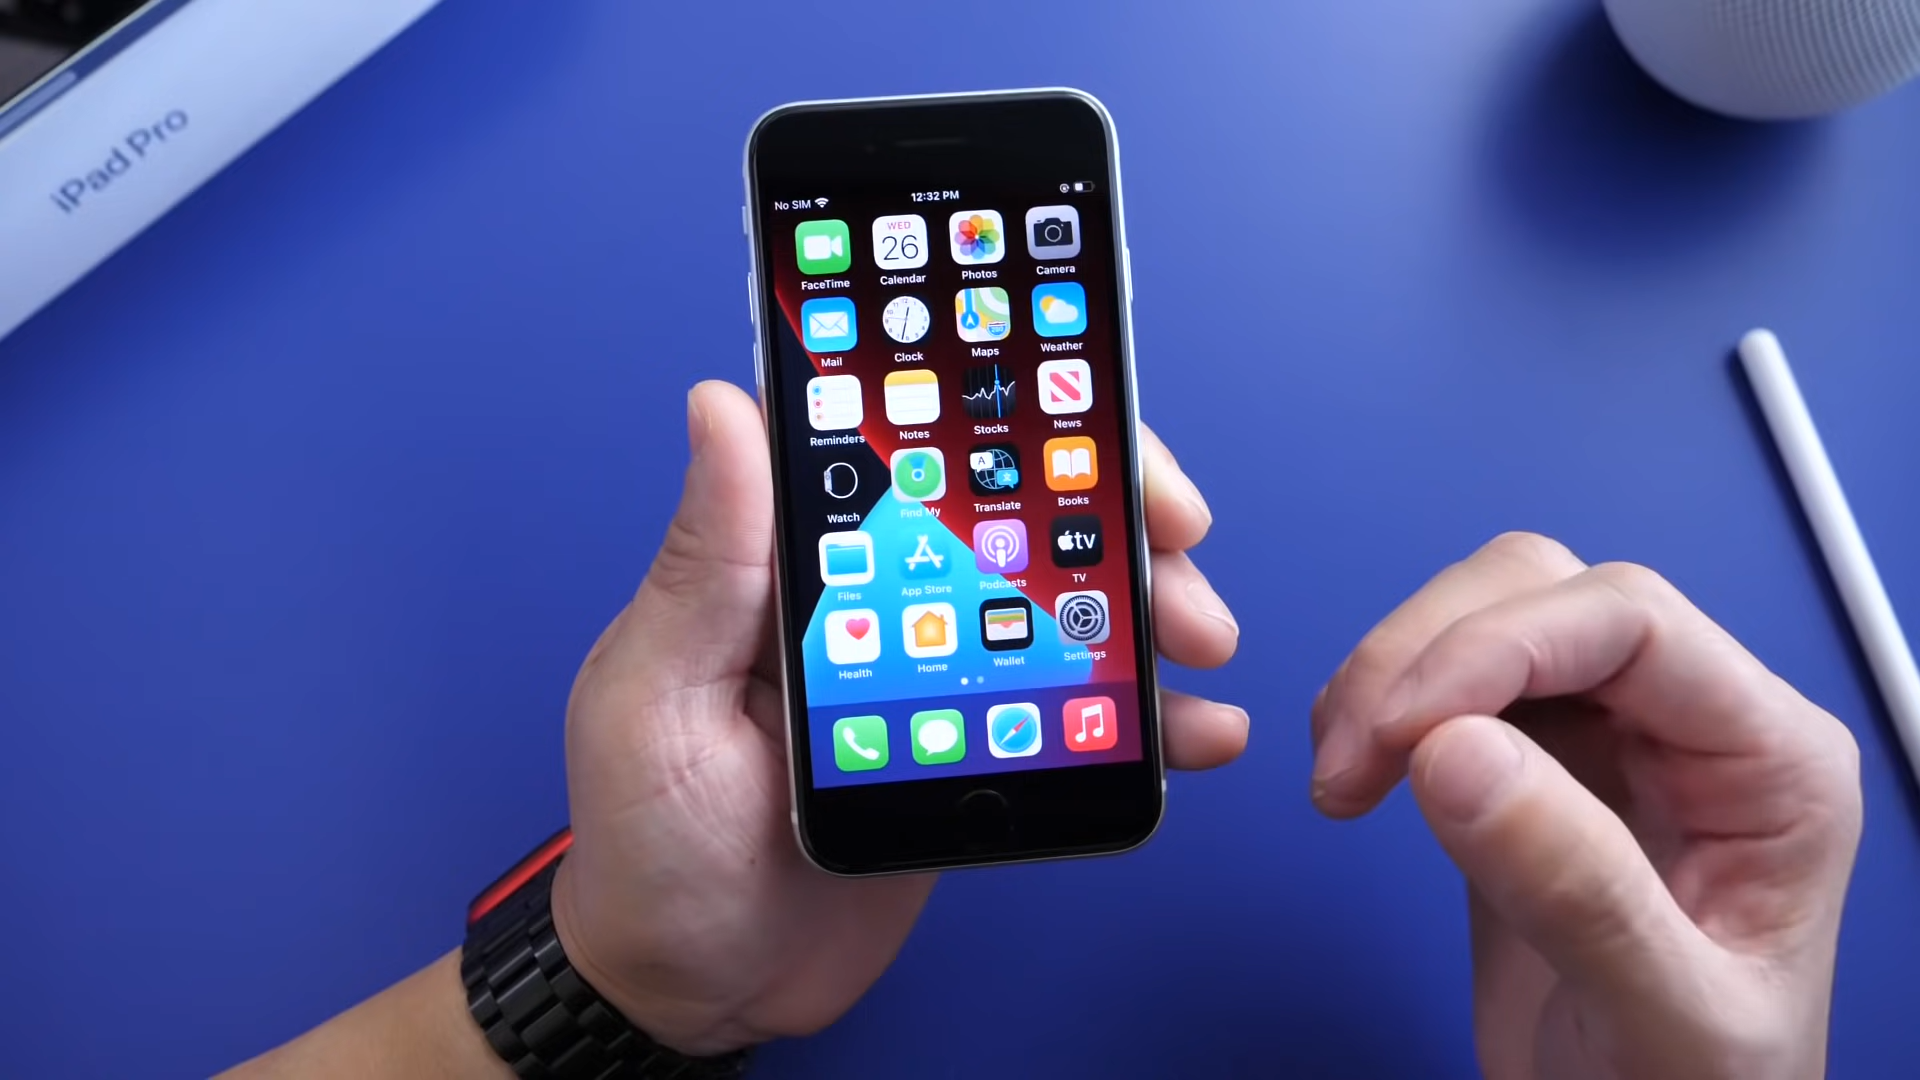 iPad Pro
No SIM 12:32 PM
WED
26
FaceTime Calendar Photos Camera
Mail Clock Maps Weather
Reminders Notes Stocks News
A
Watch Find My Translate Books
tv
Files App Store Podcasts TV
Health Home Wallet Settings